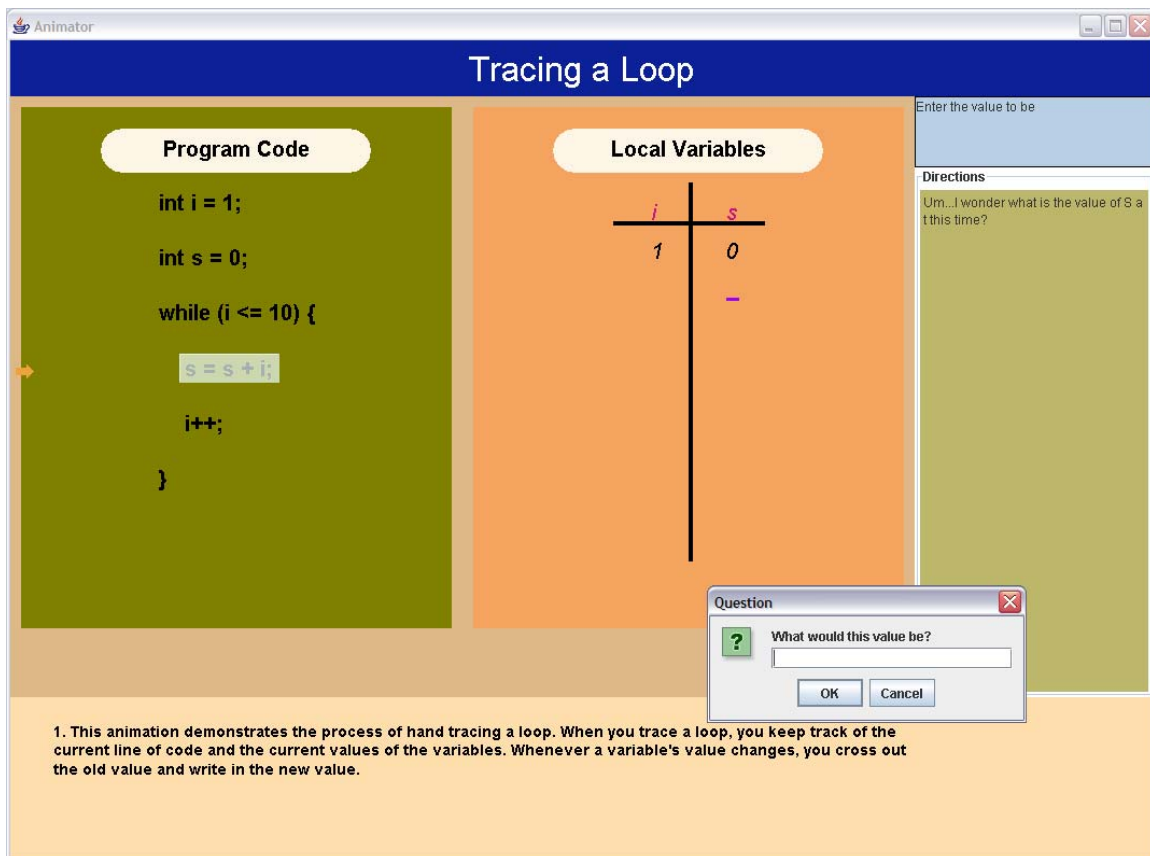 Animator
Tracing a Loop
Program Code
int i = 1;
int s = 0;
while (i <= 10) {
s = s + i;
i++;
}
Local Variables
i s
1 0
–
Enter the value to be
Directions
Um...I wonder what is the value of S a
t this time?
Question
?
What would this value be?
OK Cancel
1. This animation demonstrates the process of hand tracing a loop. When you trace a loop, you keep track of the
current line of code and the current values of the variables. Whenever a variable's value changes, you cross out
the old value and write in the new value.